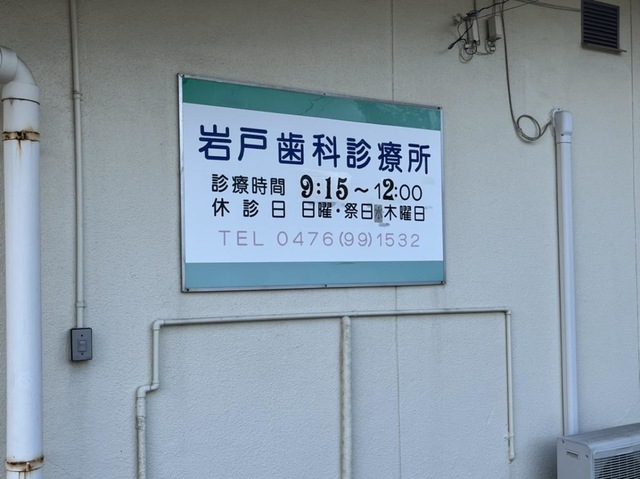 岩戸歯科診療所
診療時間 9:15～12:00
休診日 日曜・祭日 木曜日
TEL 0476(99)1532